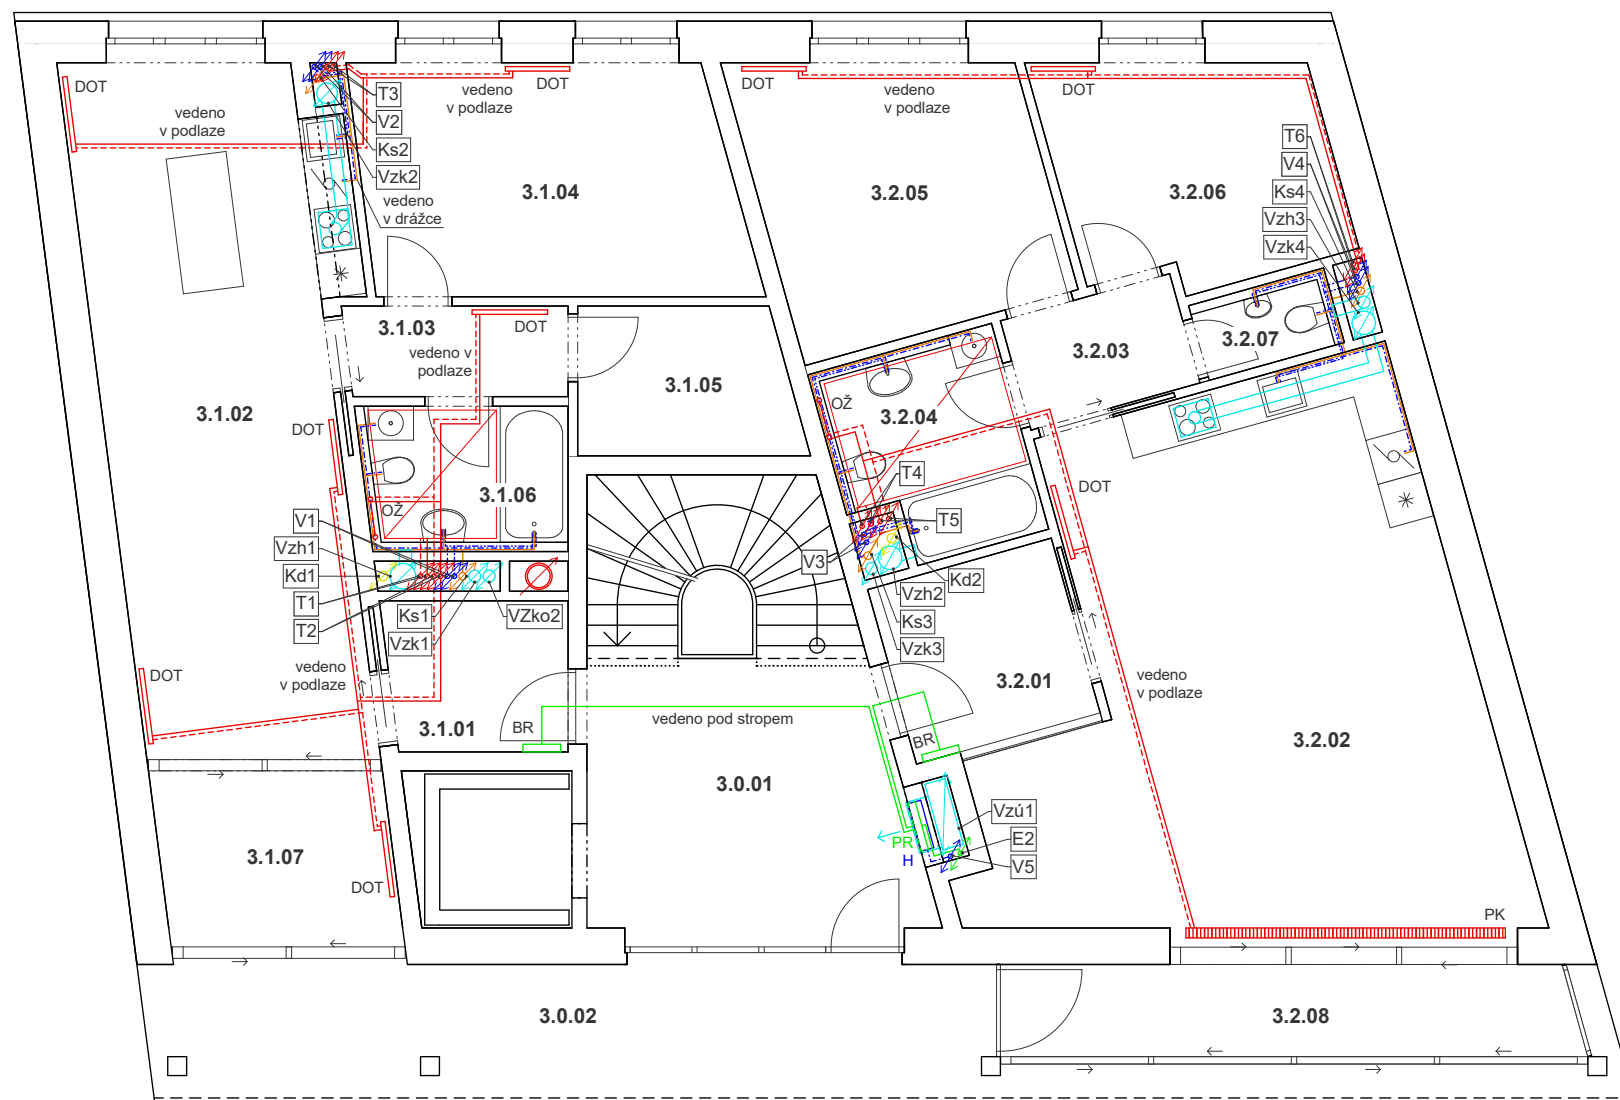 DOT
vedeno
v podlaze
T3
V2
Ks2
Vzk2
vedeno
v drážce
DOT
vedeno
v podlaze
3.1.04
DOT
vedeno
v podlaze
DOT
3.2.05
3.2.06
T6
V4
Ks4
Vzh3
Vzk4
3.1.03
DOT
vedeno v
podlaze
3.1.05
3.1.02
DOT
3.2.03
3.2.07
OŽ
3.2.04
T4
T5
V3
Kd2
Vzh2
Ks3
Vzk3
DOT
3.1.06
OŽ
V1
Vzh1
Kd1
T1
T2
Ks1
Vzk1
VZko2
vedeno
v podlaze
DOT
3.1.01
BR
vedeno pod stropem
3.2.01
vedeno
v podlaze
BR
3.2.02
3.0.01
Vzú1
E2
V5
PR
H
3.1.07
DOT
PK
3.0.02
3.2.08